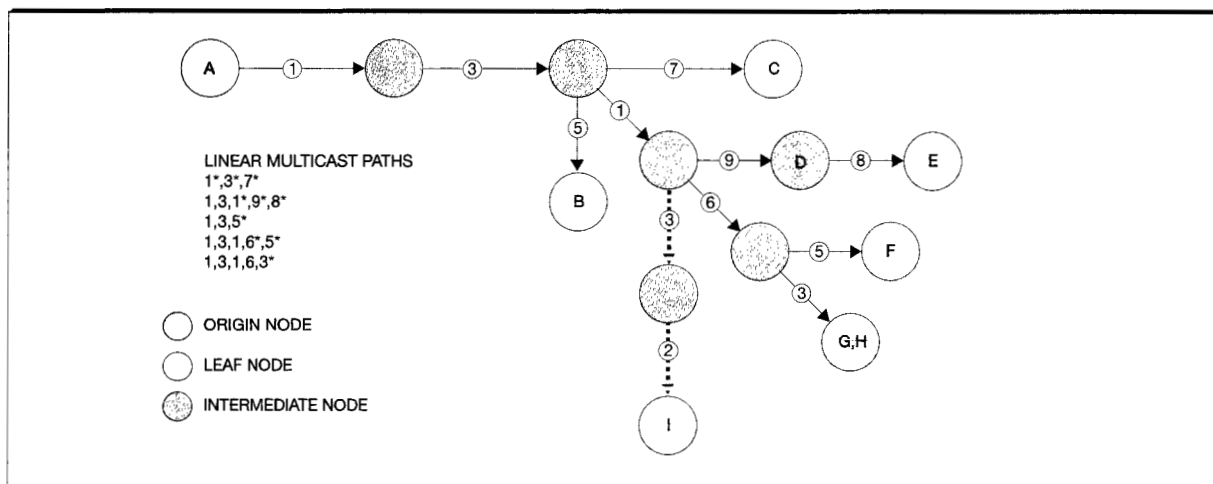 A 1 3 7 C
1
5
9 D 8 E
LINEAR MULTICAST PATHS
1*,3*,7*
1,3,1*,9*,8*
1,3,5*
1,3,1,6*,5*
1,3,1,6,3*
B
6
3
5 F
3
ORIGIN NODE
G;H
2
LEAF NODE
INTERMEDIATE NODE
I